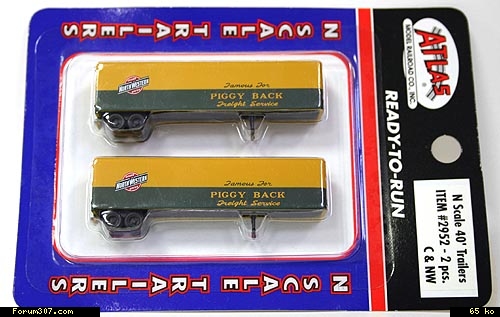 N SCALE TRAILERS
ATLAS
MODEL RAILROAD CO., INC.
READY-TO-RUN
NORTH WESTERN
Famous For
PIGGY BACK
Freight Service
NORTH WESTERN
Famous For
PIGGY BACK
Freight Service
N Scale 40' Trailers
ITEM #2952 - 2 pcs.
C & NW
N SCALE TRAILERS
Forum307.com
65 ko